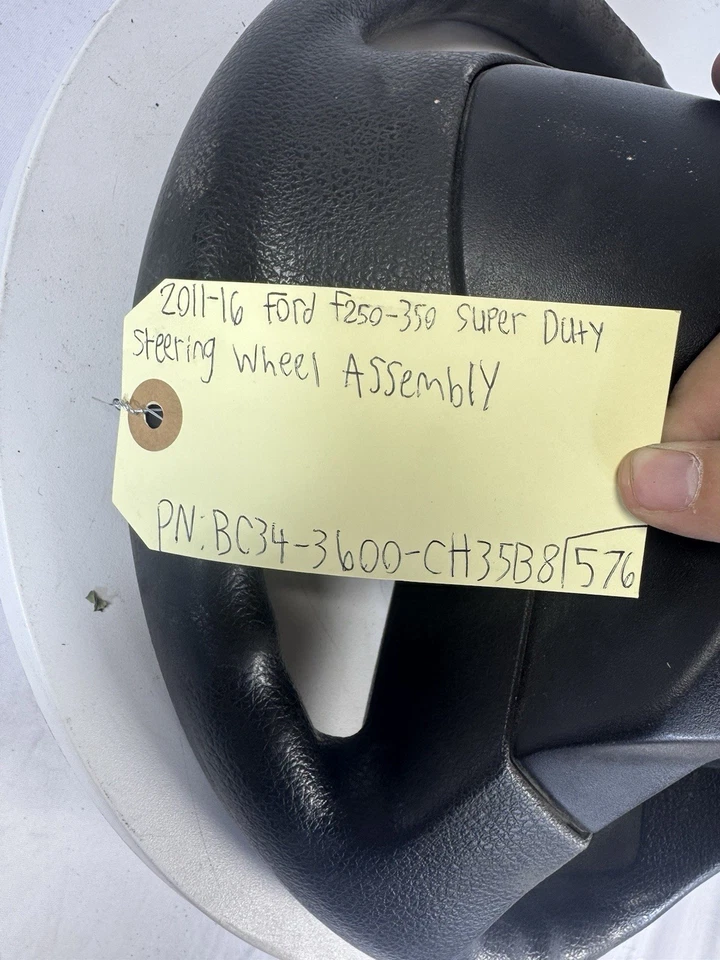 2011-16 Ford F250-350 Super Duty
Steering Wheel Assembly
PN:BC34-3600-CH35B8 576